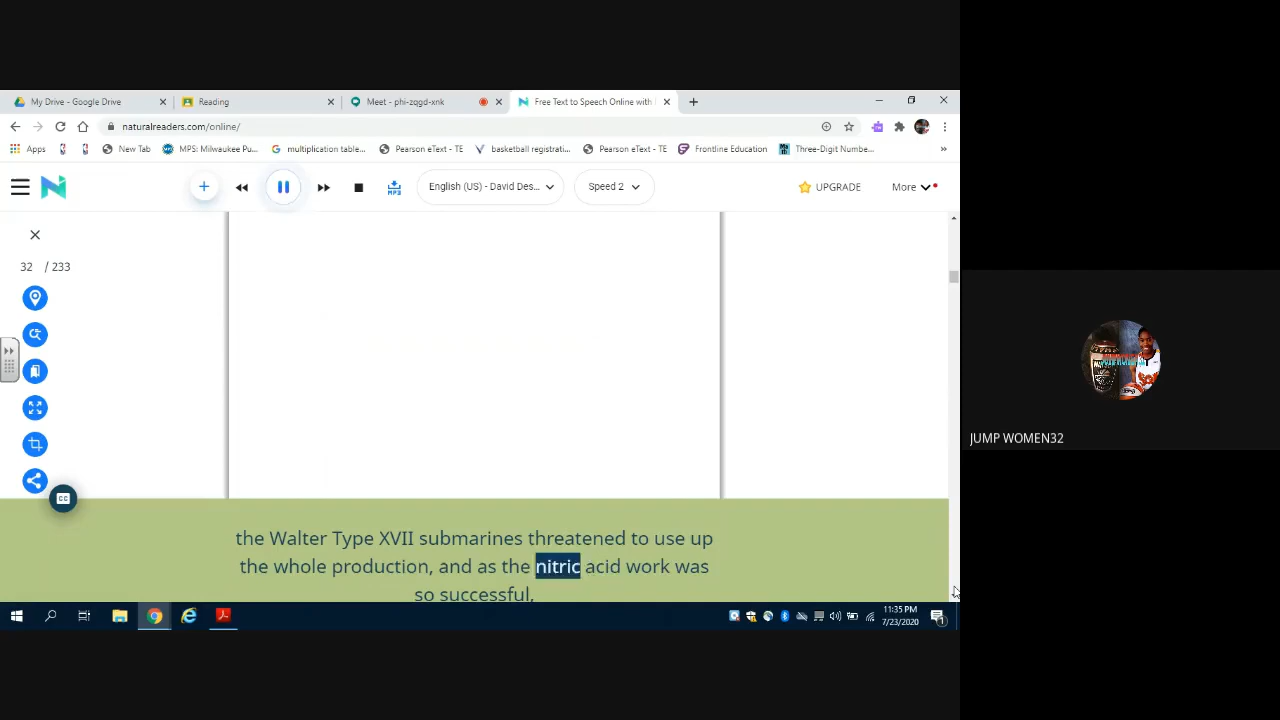 My Drive - Google Drive
Reading
Meet - phi-zqgd-xnk
Free Text to Speech Online with
naturalreaders.com/online/
Apps
New Tab
MPS: Milwaukee Pu...
multiplication table...
Pearson eText - TE
basketball registrati...
Pearson eText - TE
Frontline Education
Three-Digit Numbe...
»
MP3
English (US) - David Des...
Speed 2
UPGRADE
More
32 / 233
CC
the Walter Type XVII submarines threatened to use up
the whole production, and as the nitric acid work was
so successful,
JUMP WOMEN32
11:35 PM
7/23/2020
1